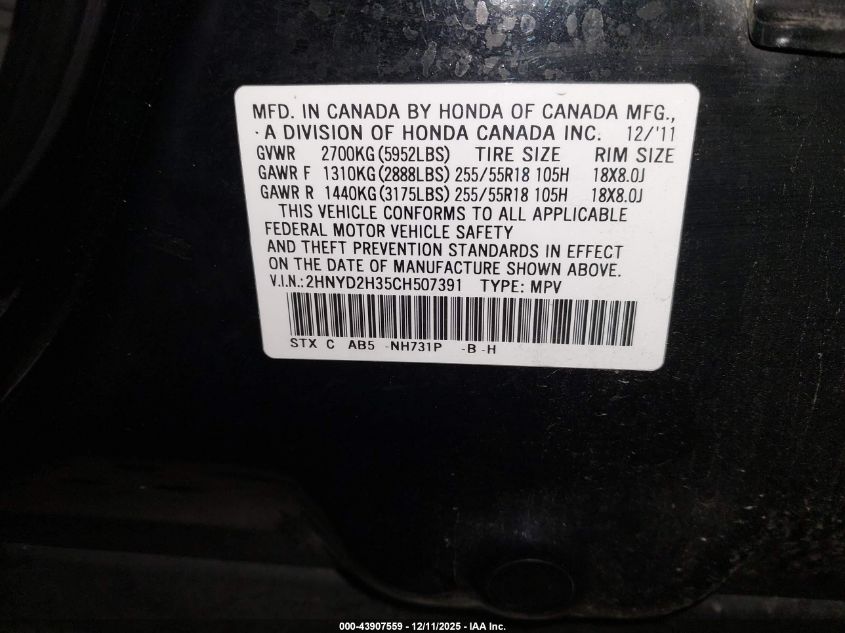 MFD. IN CANADA BY HONDA OF CANADA MFG.,
A DIVISION OF HONDA CANADA INC. 12/'11
GVWR 2700KG(5952LBS) TIRE SIZE RIM SIZE
GAWR F 1310KG(2888LBS) 255/55R18 105H 18X8.0J
GAWR R 1440KG(3175LBS) 255/55R18 105H 18X8.0J
THIS VEHICLE CONFORMS TO ALL APPLICABLE
FEDERAL MOTOR VEHICLE SAFETY
AND THEFT PREVENTION STANDARDS IN EFFECT
ON THE DATE OF MANUFACTURE SHOWN ABOVE.
V.I.N.:2HNYD2H35CH507391 TYPE: MPV
STX C AB5 -NH731P -B -H
000-43907559 - 12/11/2025 - IAA Inc.